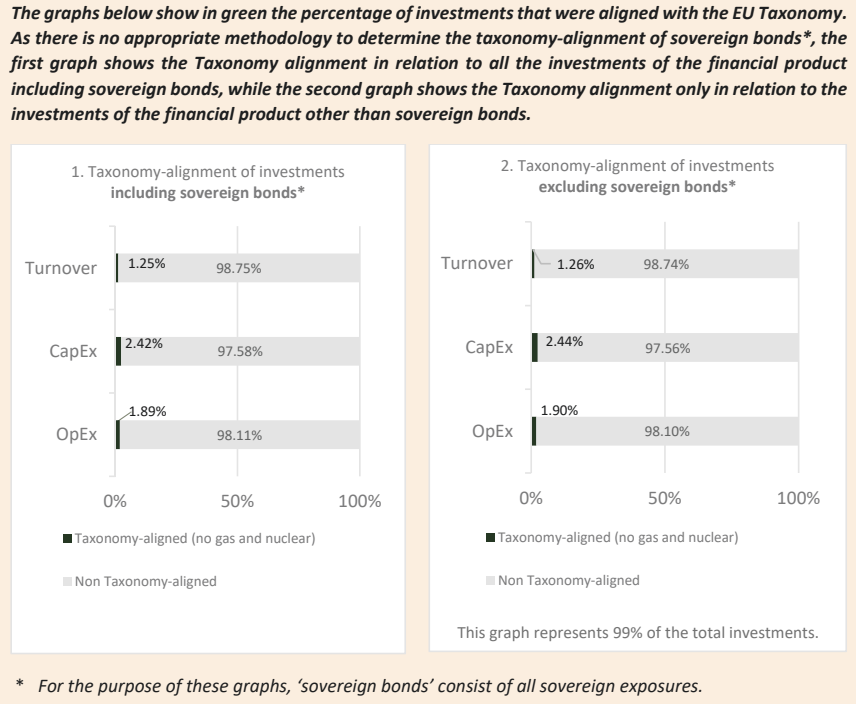 The graphs below show in green the percentage of investments that were aligned with the EU Taxonomy.
As there is no appropriate methodology to determine the taxonomy-alignment of sovereign bonds*, the
first graph shows the Taxonomy alignment in relation to all the investments of the financial product
including sovereign bonds, while the second graph shows the Taxonomy alignment only in relation to the
investments of the financial product other than sovereign bonds.
1. Taxonomy-alignment of investments
including sovereign bonds*
Turnover
1.25%
98.75%
CapEx
2.42%
97.58%
OpEx
1.89%
98.11%
0%
50%
100%
Taxonomy-aligned (no gas and nuclear)
Non Taxonomy-aligned
2. Taxonomy-alignment of investments
excluding sovereign bonds*
Turnover
1.26%
98.74%
CapEx
2.44%
97.56%
OpEx
1.90%
98.10%
0%
50%
100%
Taxonomy-aligned (no gas and nuclear)
Non Taxonomy-aligned
This graph represents 99% of the total investments.
* For the purpose of these graphs, ‘sovereign bonds’ consist of all sovereign exposures.